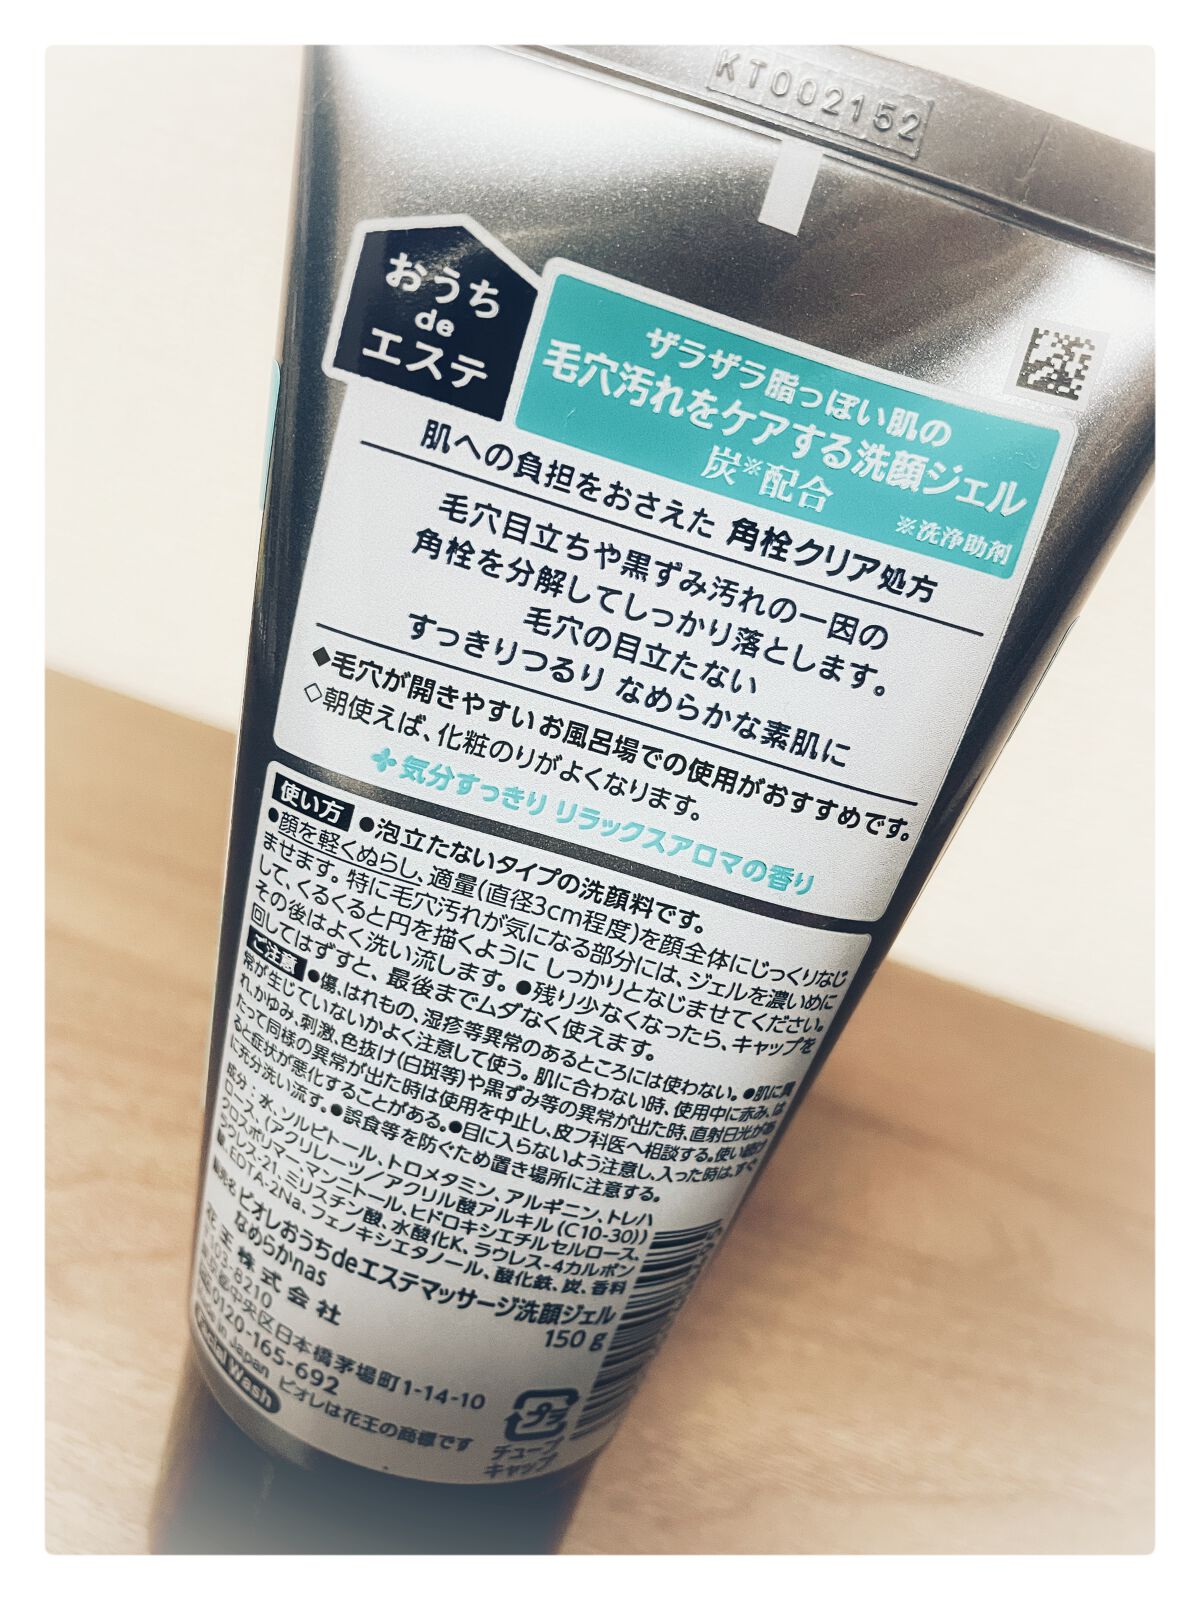 KT002152
おうち
de
エステ
ザラザラ脂っぽい肌の
毛穴汚れをケアする洗顔ジェル
炭※配合
※洗浄助剤
肌への負担をおさえた 角栓クリア処方
毛穴目立ちや黒ずみ汚れの一因の
角栓を分解してしっかり落とします。
毛穴の目立たない
すっきりつるり なめらかな素肌に
◆毛穴が開きやすいお風呂場での使用がおすすめです。
◇朝使えば、化粧のりがよくなります。
気分すっきり リラックスアロマの香り
使い方 ●泡立たないタイプの洗顔料です。
●顔を軽くぬらし、適量(直径3cm程度)を顔全体にじっくりなじ
ませます。特に毛穴汚れが気になる部分には、ジェルを濃いめに
して、くるくると円を描くように しっかりとなじませてください。
その後はよく洗い流します。●残り少なくなったら、キャップを
回してはずすと、最後までムダなく使えます。
ご注意 ●傷、はれもの、湿疹等異常のあるところには使わない。●肌に異
常が生じていないかよく注意して使う。肌に合わない時、使用中に赤み、は
れ、かゆみ、刺激、色抜け(白斑等)や黒ずみ等の異常が出た時、直射日光があ
たって同様の異常が出た時は使用を中止し、皮フ科医へ相談する。使い続け
ると症状が悪化することがある。●目に入らないよう注意し、入った時は、すぐ
に充分洗い流す。●誤食等を防ぐため置き場所に注意する。
成分:水、ソルビトール、トロメタミン、アルギニン、トレハ
ロース、(アクリレーツ/アクリル酸アルキル(C10-30))
クロスポリマー、マンニトール、ヒドロキシエチルセルロース、
ラウレス-21、ミリスチン酸、水酸化K、ラウレス-4カルボン
酸、EDTA-2Na、フェノキシエタノール、酸化鉄、炭、香料
販売名 ビオレおうちdeエステマッサージ洗顔ジェル
なめらかnas
150g
花王株式会社
103-8210
東京都中央区日本橋茅場町1-14-10
0120-165-692
Made in Japan ビオレは花王の商標です
Facial Wash
プラ
チューブ
キャップ